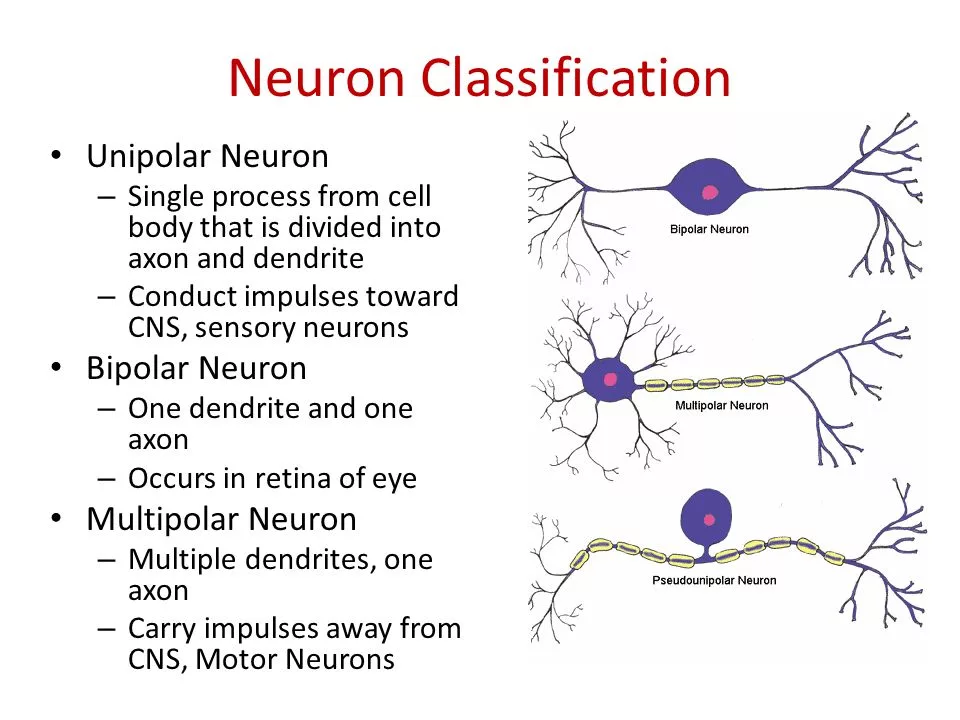 Neuron Classification
• Unipolar Neuron
– Single process from cell
body that is divided into
axon and dendrite
– Conduct impulses toward
CNS, sensory neurons
• Bipolar Neuron
– One dendrite and one
axon
– Occurs in retina of eye
• Multipolar Neuron
– Multiple dendrites, one
axon
– Carry impulses away from
CNS, Motor Neurons
Bipolar Neuron
Multipolar Neuron
Pseudounipolar Neuron